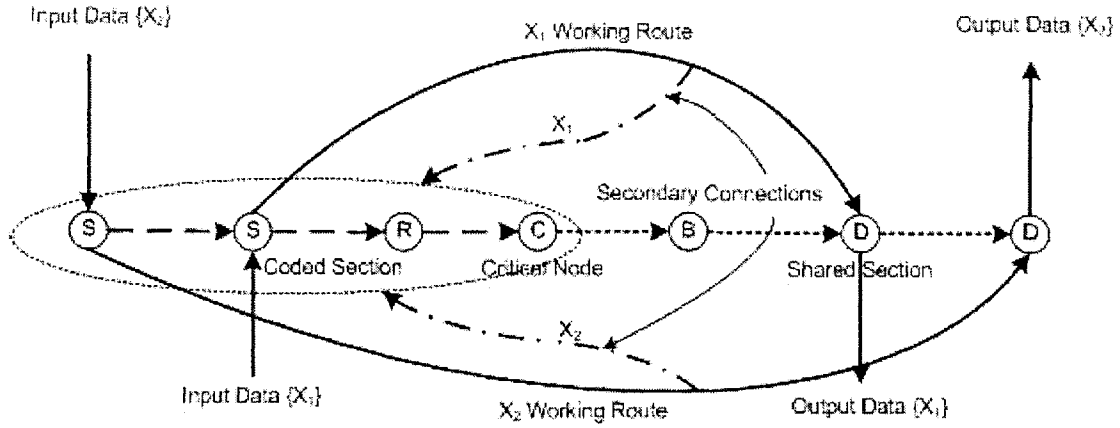 Input Data {X₂}
X₁ Working Route
Output Data {X₂}
X₁
Secondary Connections
S
S
R
C
B
D
D
Coded Section
Critical Node
Shared Section
X₂
Input Data {X₁}
X₂ Working Route
Output Data {X₁}